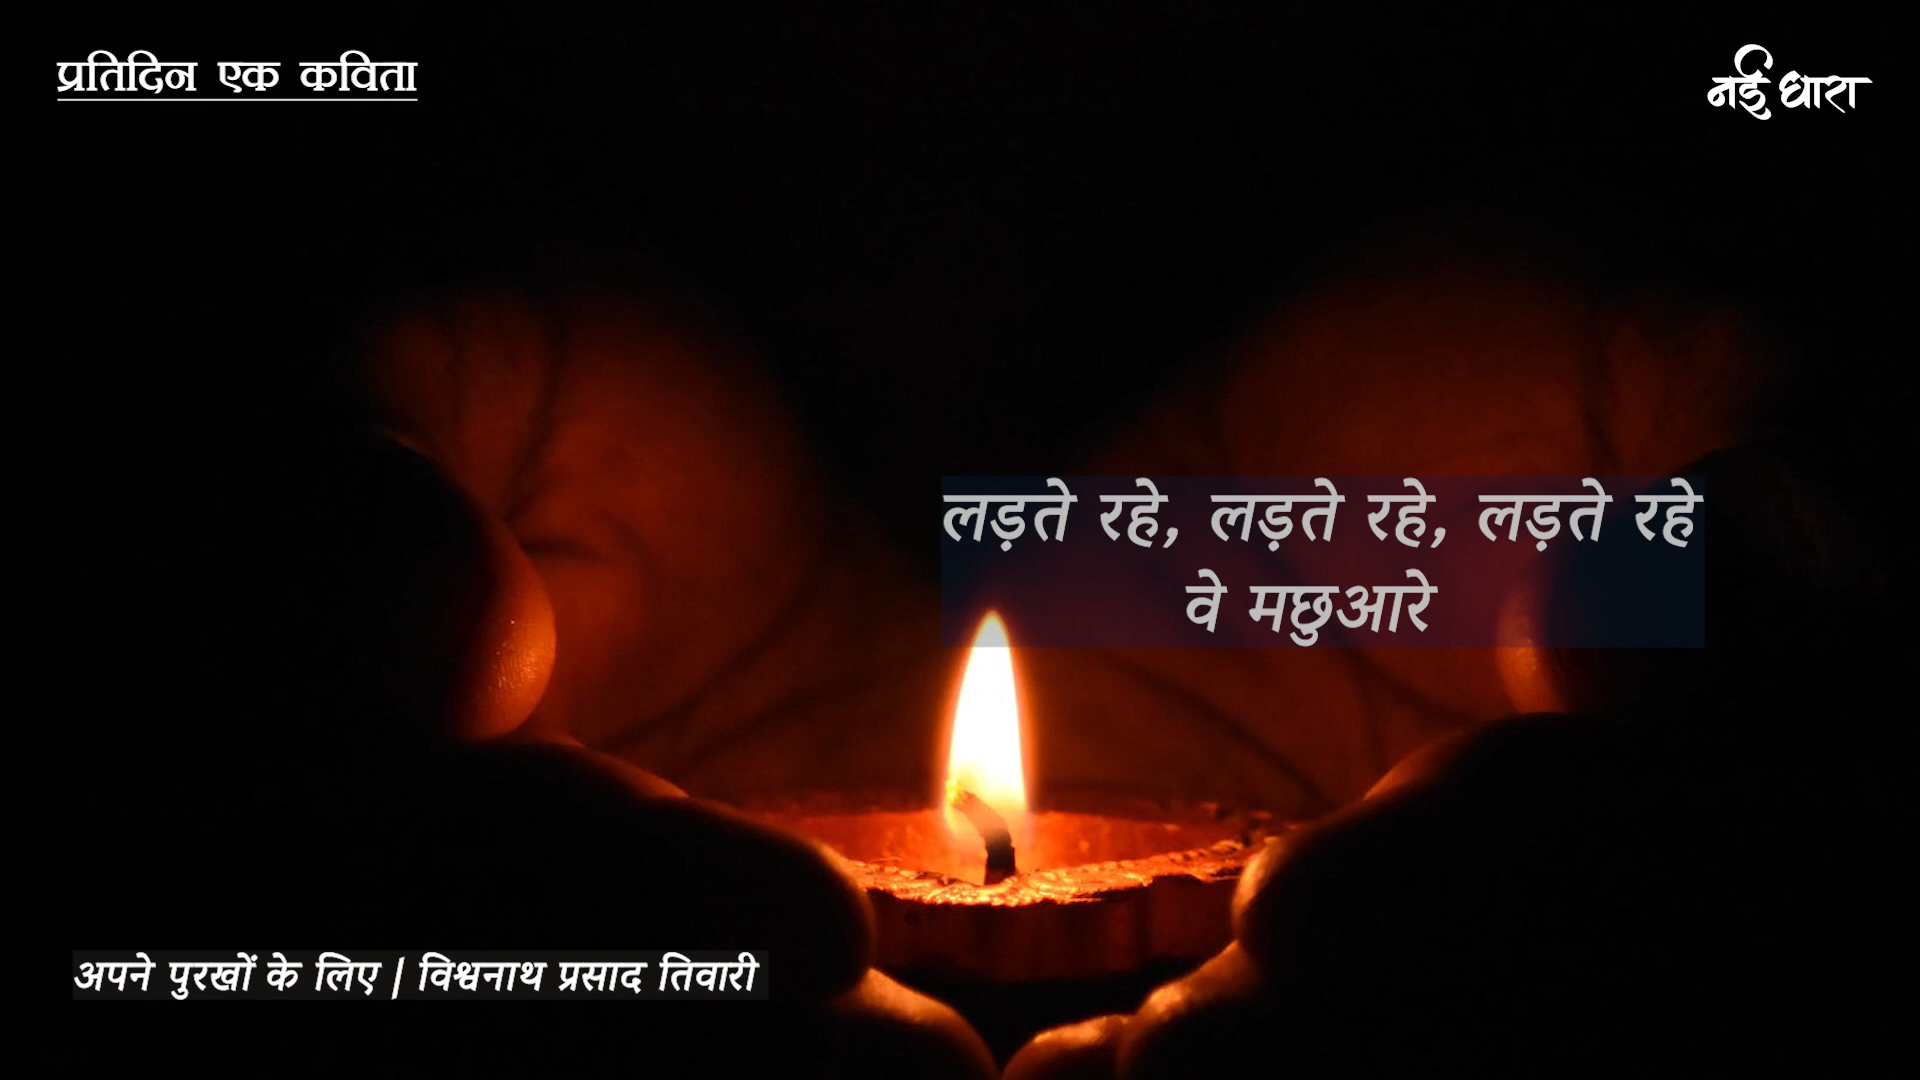 प्रतिदिन एक कविता
नई धारा
लड़ते रहे, लड़ते रहे, लड़ते रहे
वे मछुआरे
अपने पुरखों के लिए | विश्वनाथ प्रसाद तिवारी